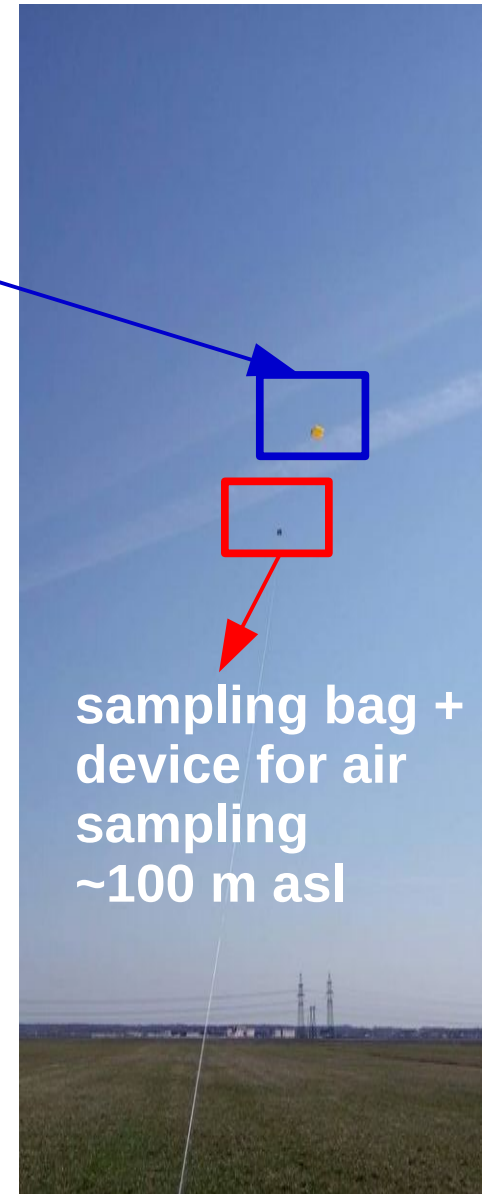 sampling bag +
device for air
sampling
~100 m asl